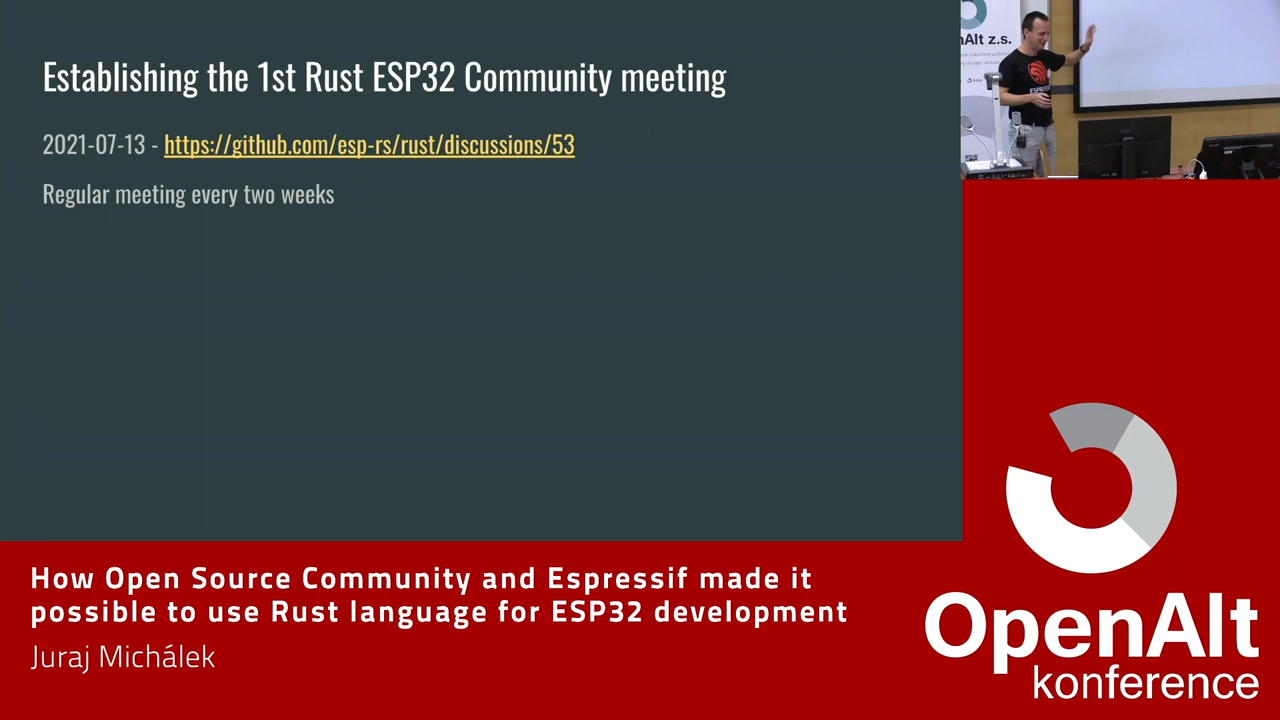 Establishing the 1st Rust ESP32 Community meeting
2021-07-13 - https://github.com/esp-rs/rust/discussions/53
Regular meeting every two weeks
nAlt z.s.
ESPRESSIF
How Open Source Community and Espressif made it
possible to use Rust language for ESP32 development
Juraj Michálek
OpenAlt
konference